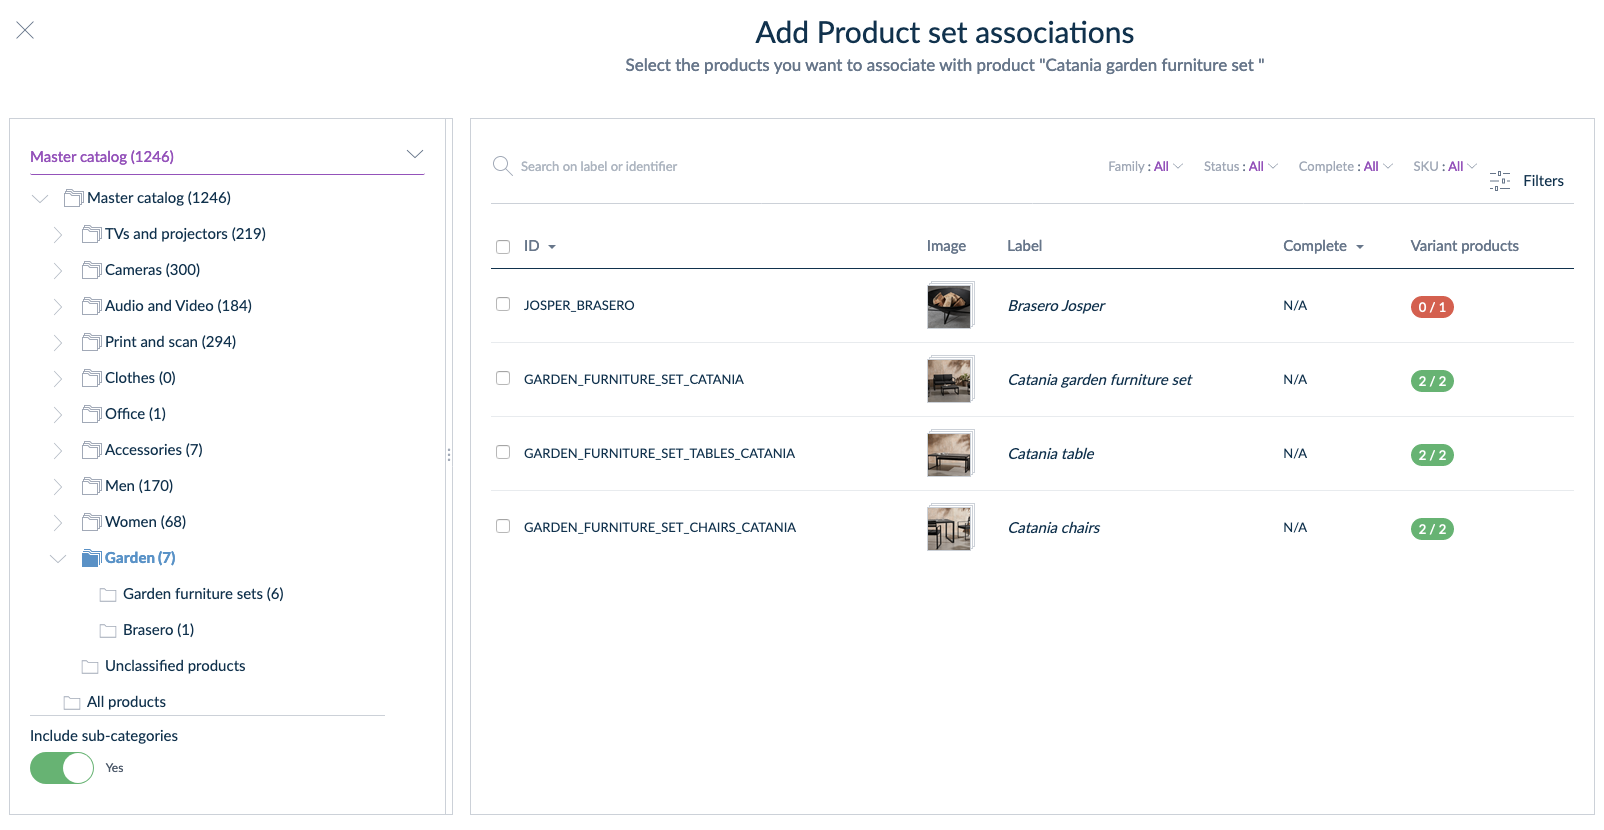 Add Product set associations
Select the products you want to associate with product "Catania garden furniture set "
Master catalog (1246)
Master catalog (1246)
TVs and projectors (219)
Cameras (300)
Audio and Video (184)
Print and scan (294)
Clothes (0)
Office (1)
Accessories (7)
Men (170)
Women (68)
Garden (7)
Garden furniture sets (6)
Brasero (1)
Unclassified products
All products
Include sub-categories
Yes
Search on label or identifier
Family : All Status : All Complete : All SKU : All
Filters
ID Image Label Complete Variant products
JOSPER_BRASERO Brasero Josper N/A 0 / 1
GARDEN_FURNITURE_SET_CATANIA Catania garden furniture set N/A 2 / 2
GARDEN_FURNITURE_SET_TABLES_CATANIA Catania table N/A 2 / 2
GARDEN_FURNITURE_SET_CHAIRS_CATANIA Catania chairs N/A 2 / 2